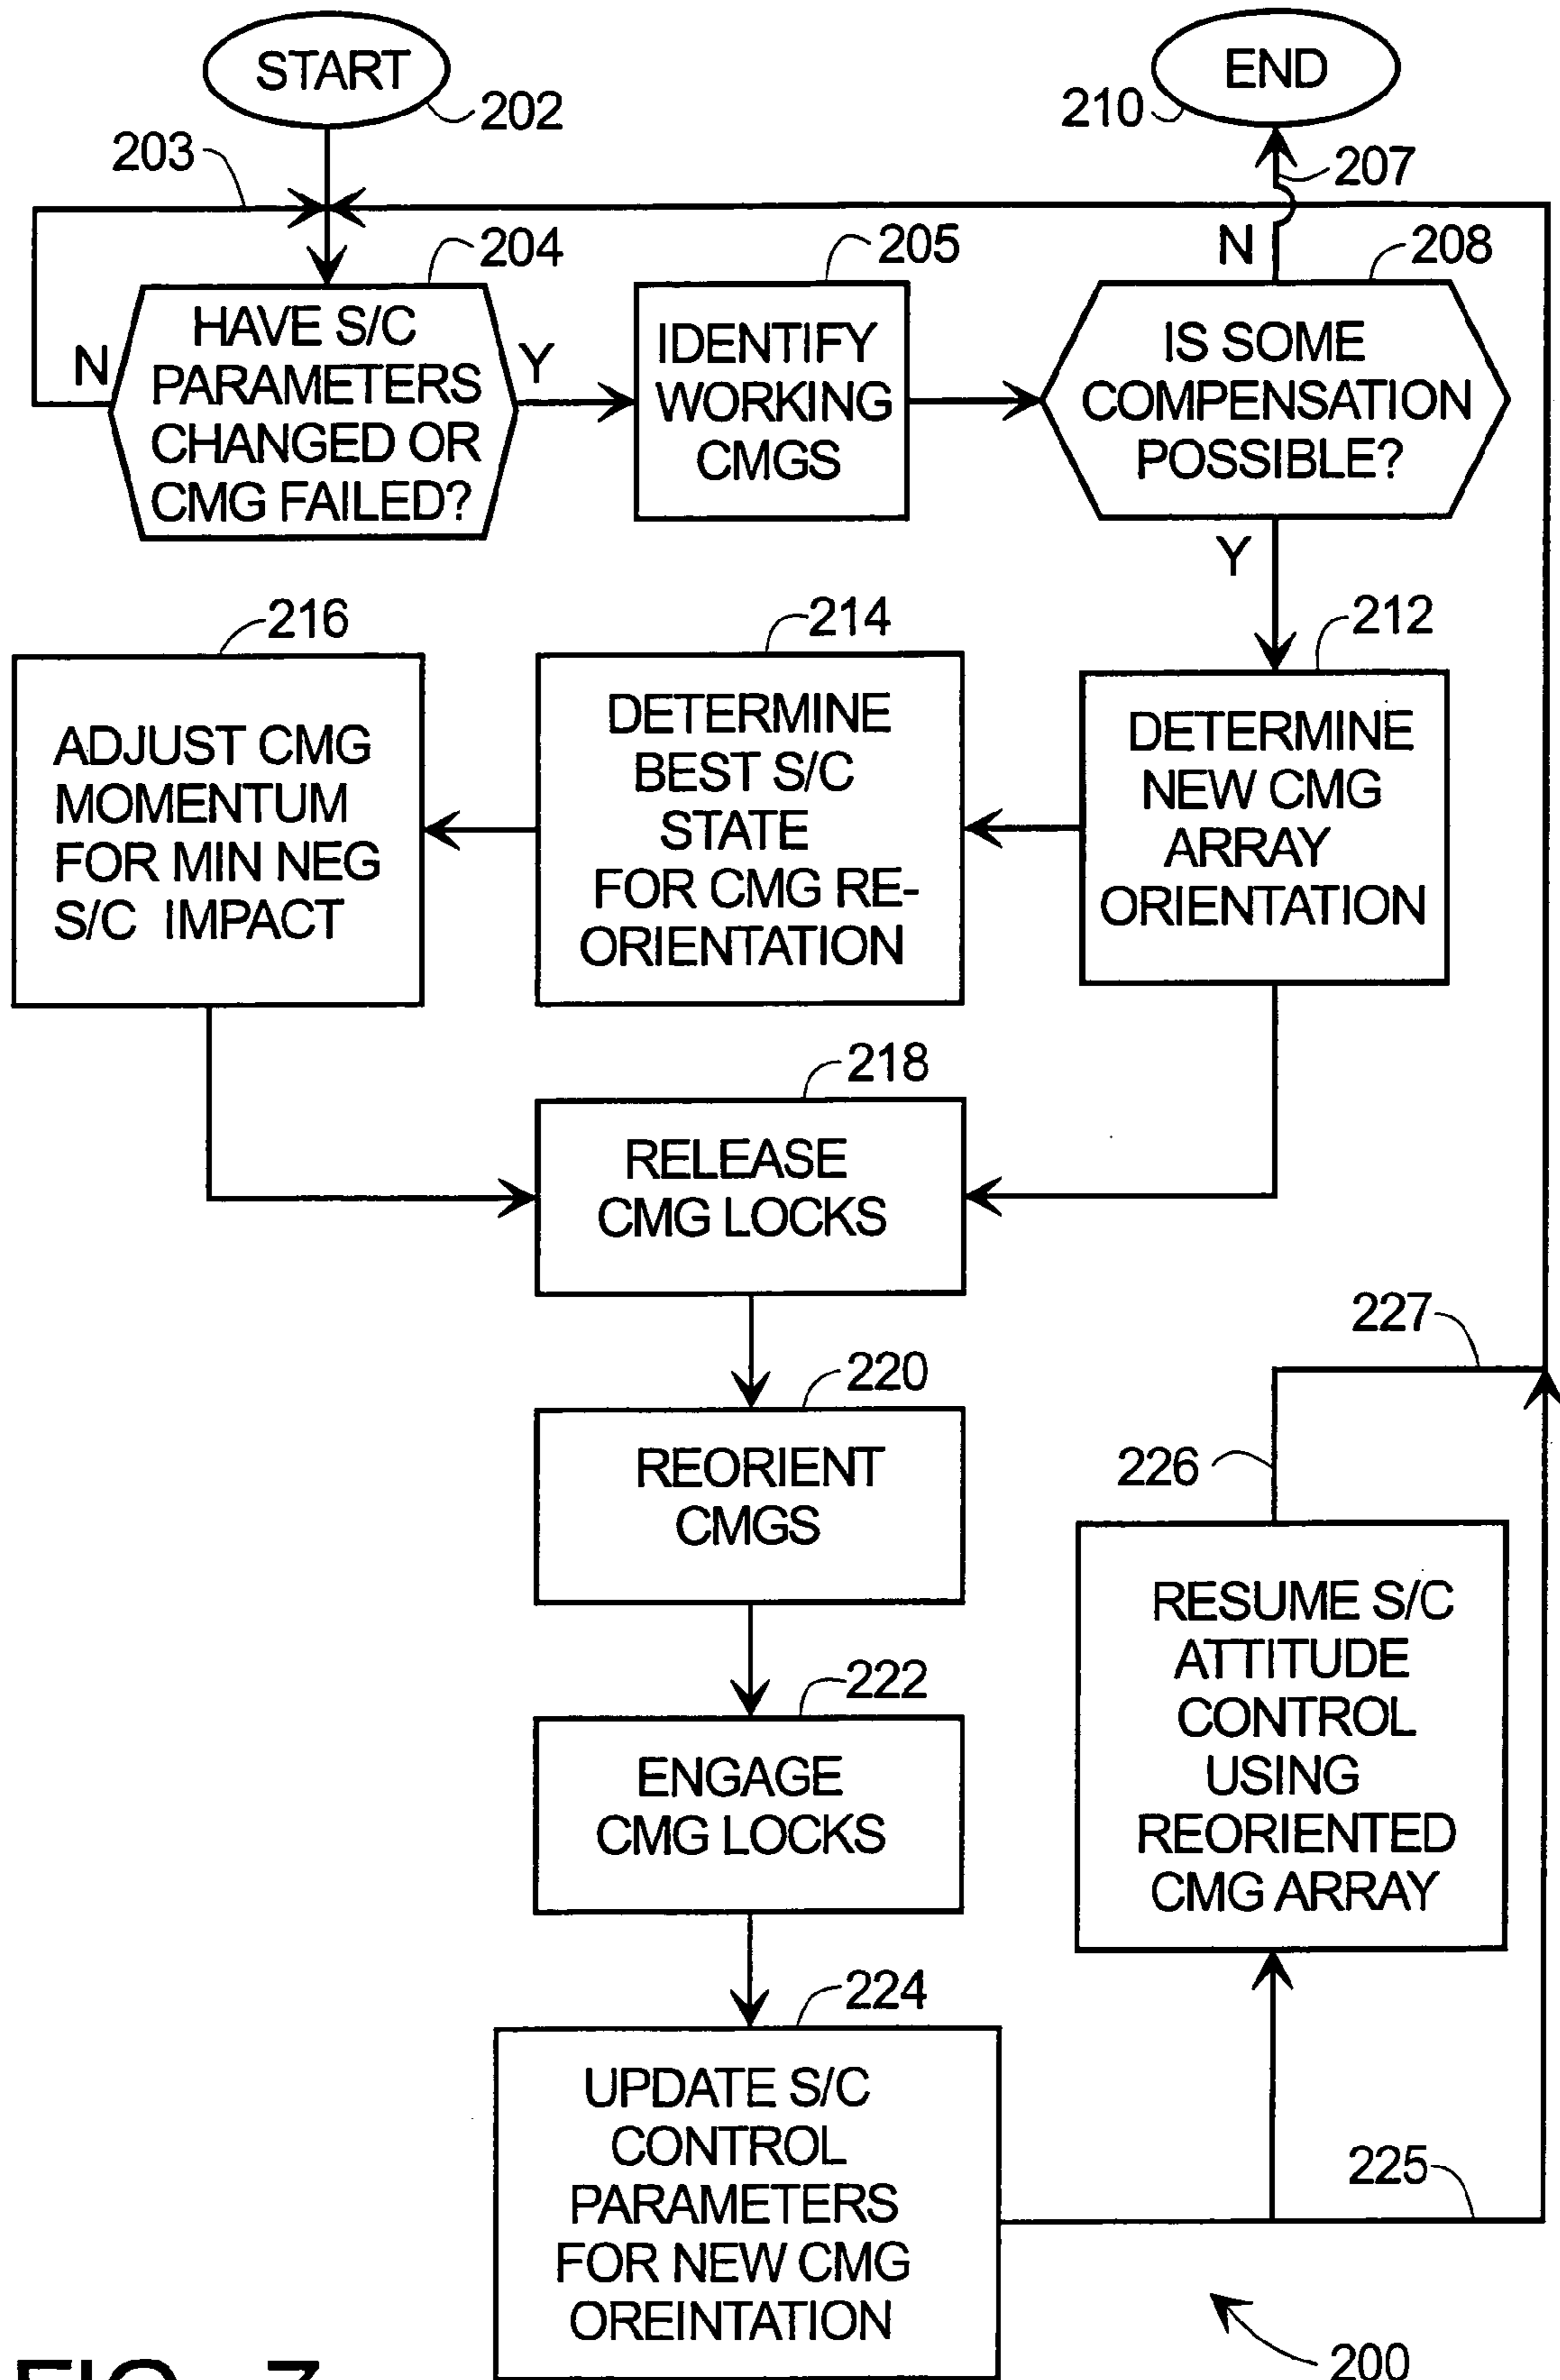 START
202
END
210
203
207
204
205
N
208
HAVE S/C
PARAMETERS
CHANGED OR
CMG FAILED?
N
Y
IDENTIFY
WORKING
CMGS
IS SOME
COMPENSATION
POSSIBLE?
Y
216
214
212
ADJUST CMG
MOMENTUM
FOR MIN NEG
S/C IMPACT
DETERMINE
BEST S/C
STATE
FOR CMG RE-
ORIENTATION
DETERMINE
NEW CMG
ARRAY
ORIENTATION
218
RELEASE
CMG LOCKS
227
220
REORIENT
CMGS
226
222
ENGAGE
CMG LOCKS
RESUME S/C
ATTITUDE
CONTROL
USING
REORIENTED
CMG ARRAY
224
UPDATE S/C
CONTROL
PARAMETERS
FOR NEW CMG
OREINTATION
225
200
FIG. 7